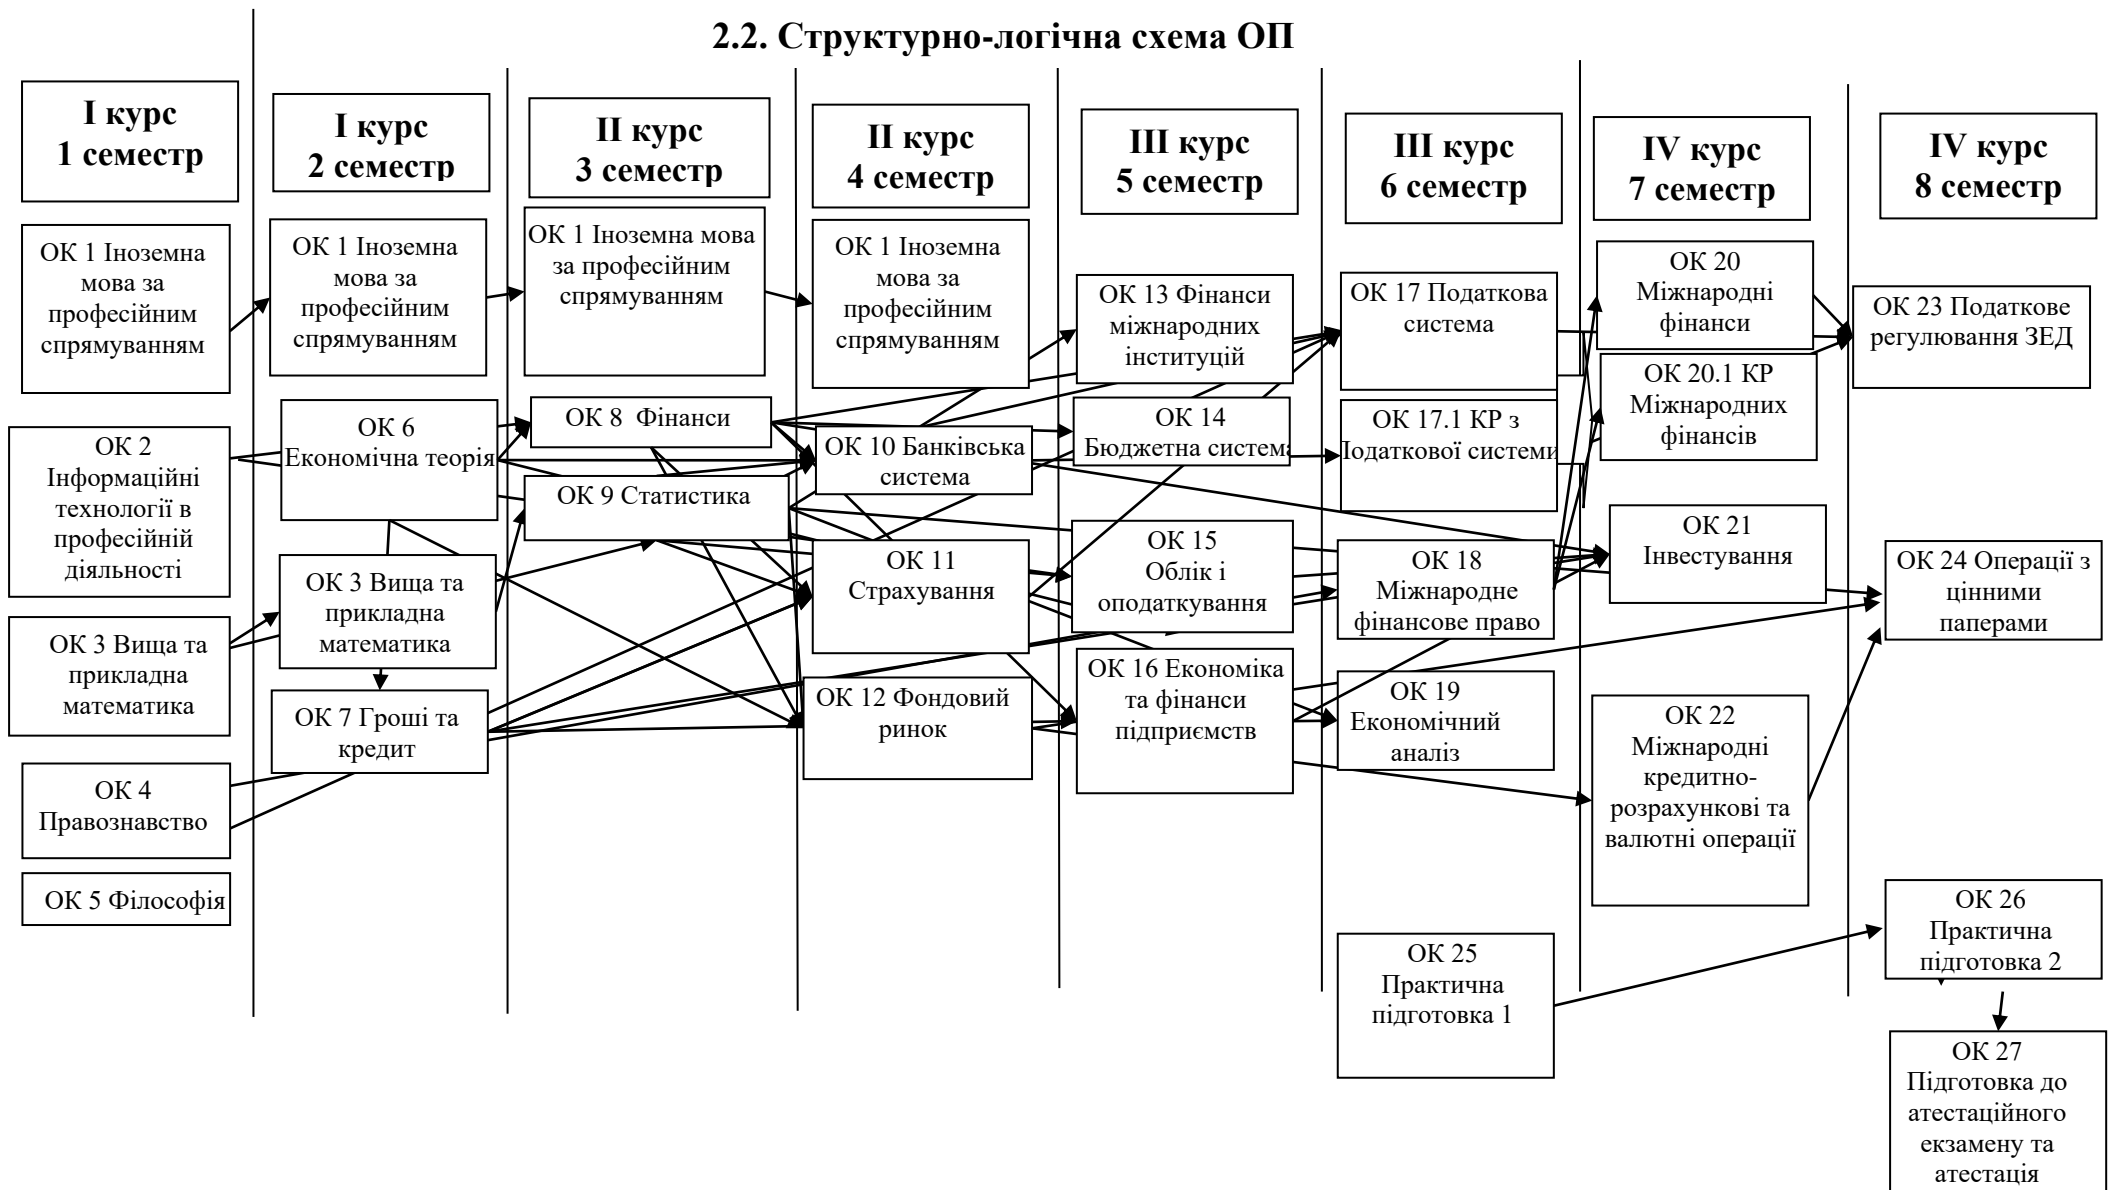 2.2. Структурно-логічна схема ОП
І курс
1 семестр
ОК 1 Іноземна
мова за
професійним
спрямуванням
ОК 2
Інформаційні
технології в
професійній
діяльності
ОК 3 Вища та
прикладна
математика
ОК 4
Правознавство
ОК 5 Філософія
І курс
2 семестр
ОК 1 Іноземна
мова за
професійним
спрямуванням
ОК 6
Економічна теорія
ОК 3 Вища та
прикладна
математика
ОК 7 Гроші та
кредит
ІІ курс
3 семестр
ОК 1 Іноземна мова
за професійним
спрямуванням
ОК 8 Фінанси
ОК 9 Статистика
ІІ курс
4 семестр
ОК 1 Іноземна
мова за
професійним
спрямуванням
ОК 10 Банківська
система
ОК 11
Страхування
ОК 12 Фондовий
ринок
ІІІ курс
5 семестр
ОК 13 Фінанси
міжнародних
інституцій
ОК 14
Бюджетна система
ОК 15
Облік і
оподаткування
ОК 16 Економіка
та фінанси
підприємств
ІІІ курс
6 семестр
ОК 17 Податкова
система
ОК 17.1 КР з
Податкової системи
ОК 18
Міжнародне
фінансове право
ОК 19
Економічний
аналіз
ОК 25
Практична
підготовка 1
IV курс
7 семестр
ОК 20
Міжнародні
фінанси
ОК 20.1 КР
Міжнародних
фінансів
ОК 21
Інвестування
ОК 22
Міжнародні
кредитно-
розрахункові та
валютні операції
IV курс
8 семестр
ОК 23 Податкове
регулювання ЗЕД
ОК 24 Операції з
цінними
паперами
ОК 26
Практична
підготовка 2
ОК 27
Підготовка до
атестаційного
екзамену та
атестація